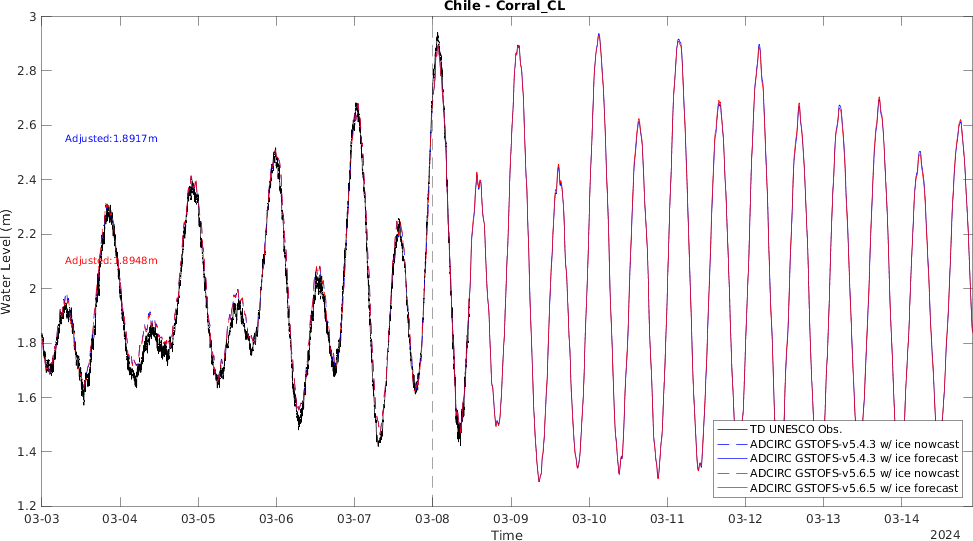 Chile - Corral_CL
3
2.8
2.6
2.4
2.2
2
1.8
1.6
1.4
1.2
Water Level (m)
Adjusted:1.8917m
Adjusted:1.8948m
TD UNESCO Obs.
ADCIRC GSTOFS-v5.4.3 w/ ice nowcast
ADCIRC GSTOFS-v5.4.3 w/ ice forecast
ADCIRC GSTOFS-v5.6.5 w/ ice nowcast
ADCIRC GSTOFS-v5.6.5 w/ ice forecast
03-03 03-04 03-05 03-06 03-07 03-08 03-09 03-10 03-11 03-12 03-13 03-14
Time
2024